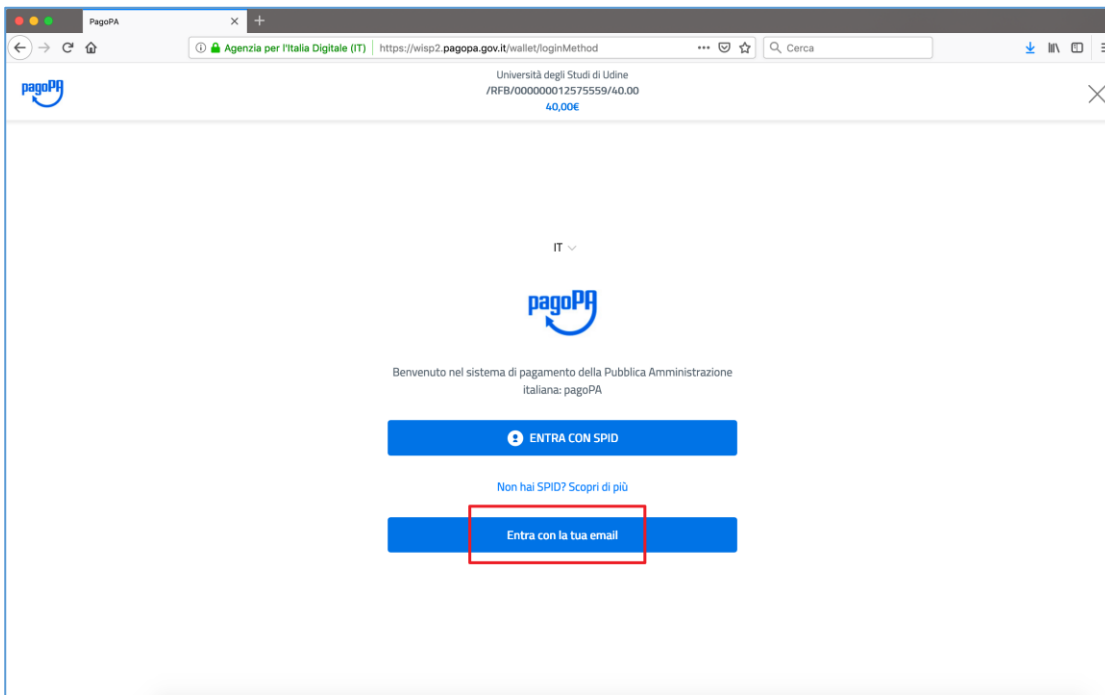 PagoPA
Agenzia per l'Italia Digitale (IT) https://wisp2.pagopa.gov.it/wallet/loginMethod
Cerca
pagoPA
Università degli Studi di Udine
/RFB/000000012575559/40.00
40,00€
IT
pagoPA
Benvenuto nel sistema di pagamento della Pubblica Amministrazione
italiana: pagoPA
ENTRA CON SPID
Non hai SPID? Scopri di più
Entra con la tua email